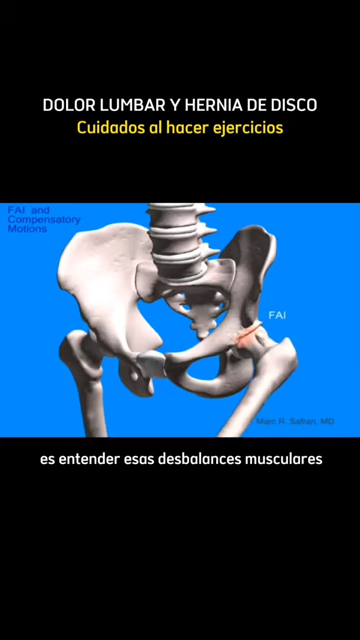 DOLOR LUMBAR Y HERNIA DE DISCO
Cuidados al hacer ejercicios
FAI and
Compensatory
Motions
FAI
Marc R. Safran, MD
es entender esas desbalances musculares